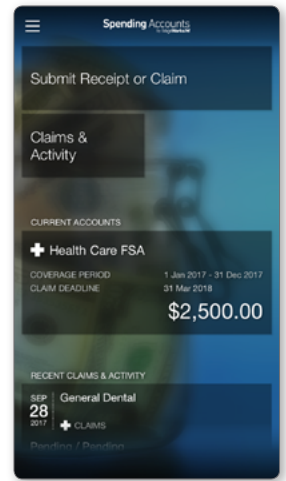 Spending Accounts
by EdgeMarkaHI
Submit Receipt or Claim
Claims &
Activity
CURRENT ACCOUNTS
Health Care FSA
COVERAGE PERIOD 1 Jan 2017 - 31 Dec 2017
CLAIM DEADLINE 31 Mar 2018
$2,500.00
RECENT CLAIMS & ACTIVITY
SEP General Dental
28
2017 CLAIMS
Pending / Pending